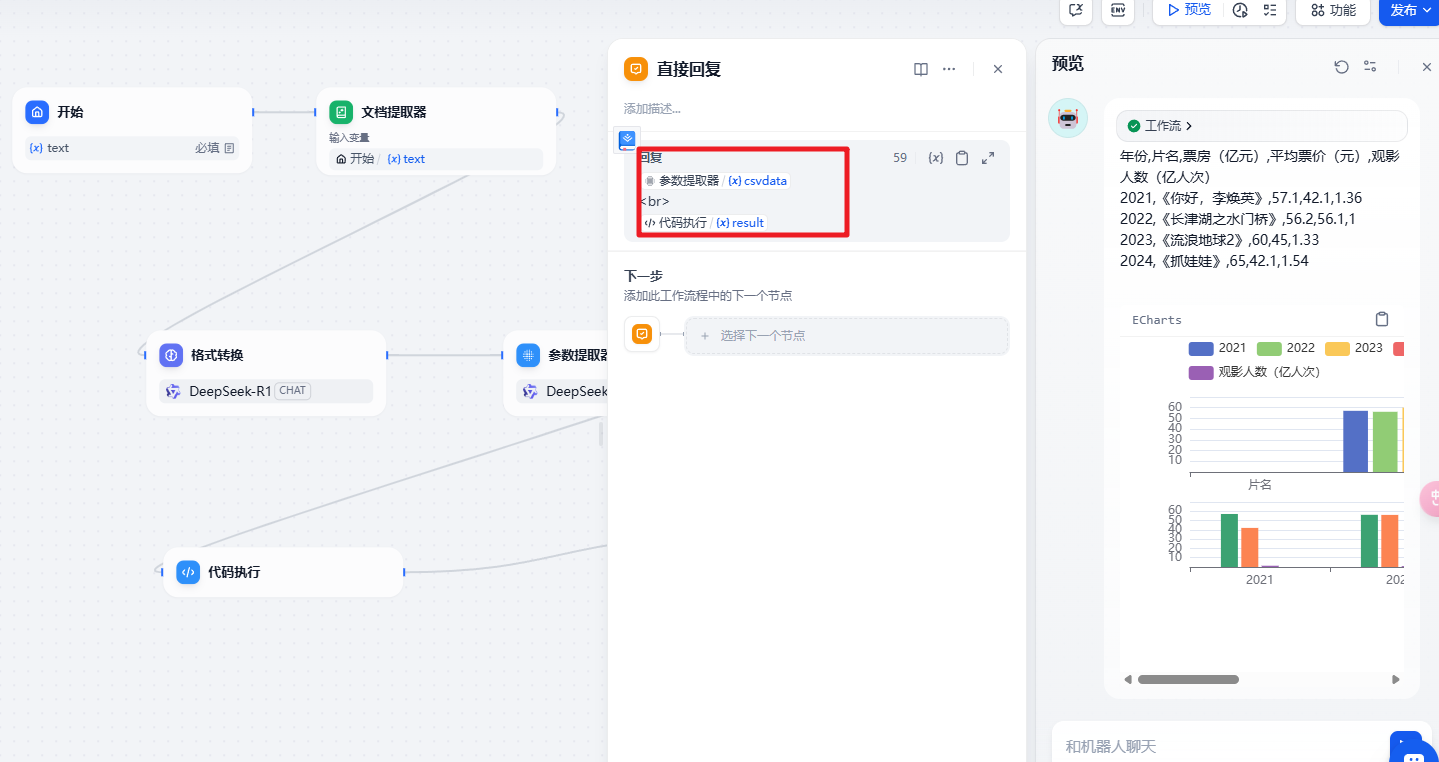 ENV
预览
功能
发布
开始
{x} text
必填
文档提取器
输入变量
开始 / {x} text
格式转换
DeepSeek-R1 CHAT
参数提取器
DeepSeek
代码执行
直接回复
添加描述...
回复
59 {x}
参数提取器 / {x} csvdata
<br>
代码执行 / {x} result
下一步
添加此工作流程中的下一个节点
+ 选择下一个节点
预览
工作流
年份,片名,票房（亿元）,平均票价（元）,观影
人数（亿人次）
2021,《你好，李焕英》,57.1,42.1,1.36
2022,《长津湖之水门桥》,56.2,56.1,1
2023,《流浪地球2》,60,45,1.33
2024,《抓娃娃》,65,42.1,1.54
ECharts
2021 2022 2023
观影人数（亿人次）
60
50
40
30
20
10
片名
60
50
40
30
20
10
2021 202
和机器人聊天